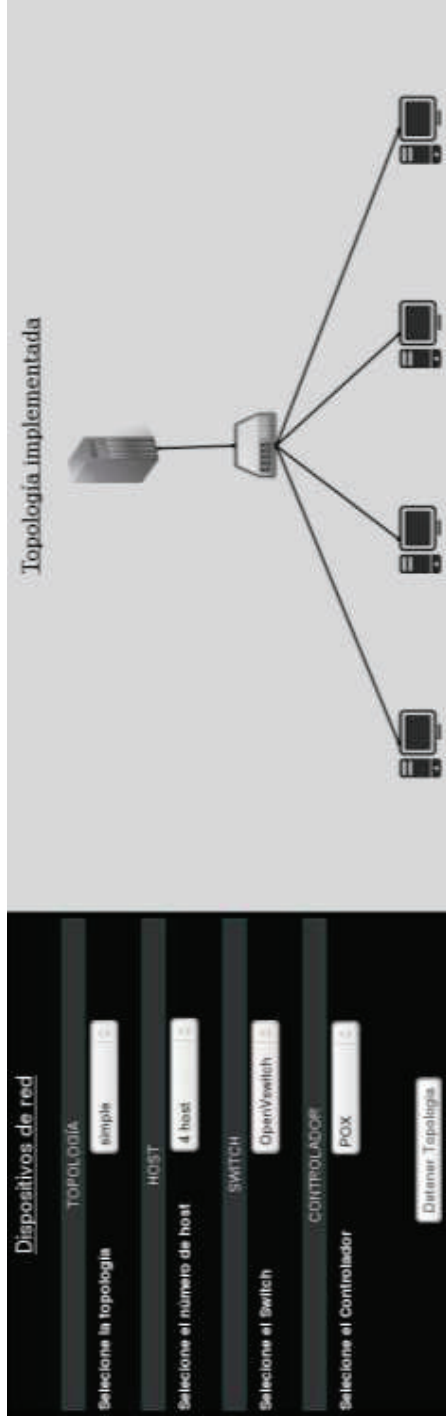 Dispositivos de red
TOPOLOGÍA
Selecione la topología
simple
HOST
Selecione el número de host
4 host
SWITCH
Selecione el Switch
OpenVswitch
CONTROLADOR
Selecione el Controlador
POX
Detener Topología
Topología implementada